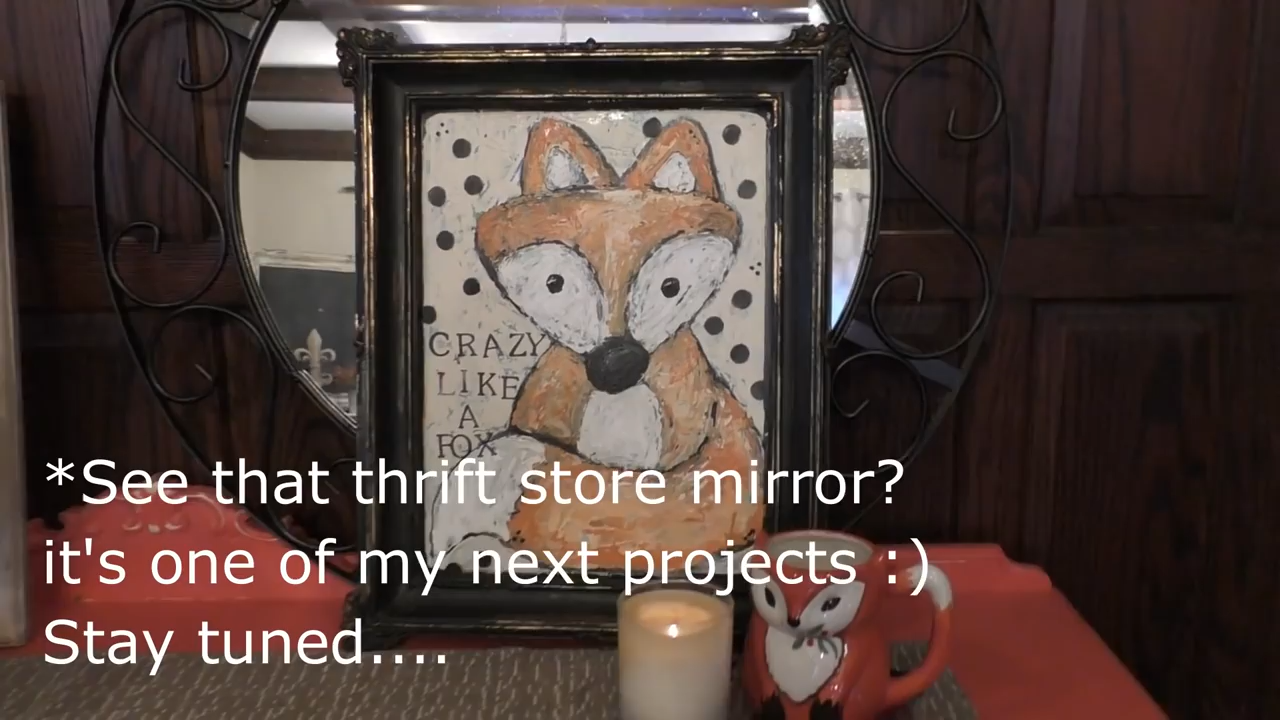 CRAZY
LIKE
A
FOX
*See that thrift store mirror?
it's one of my next projects :)
Stay tuned....